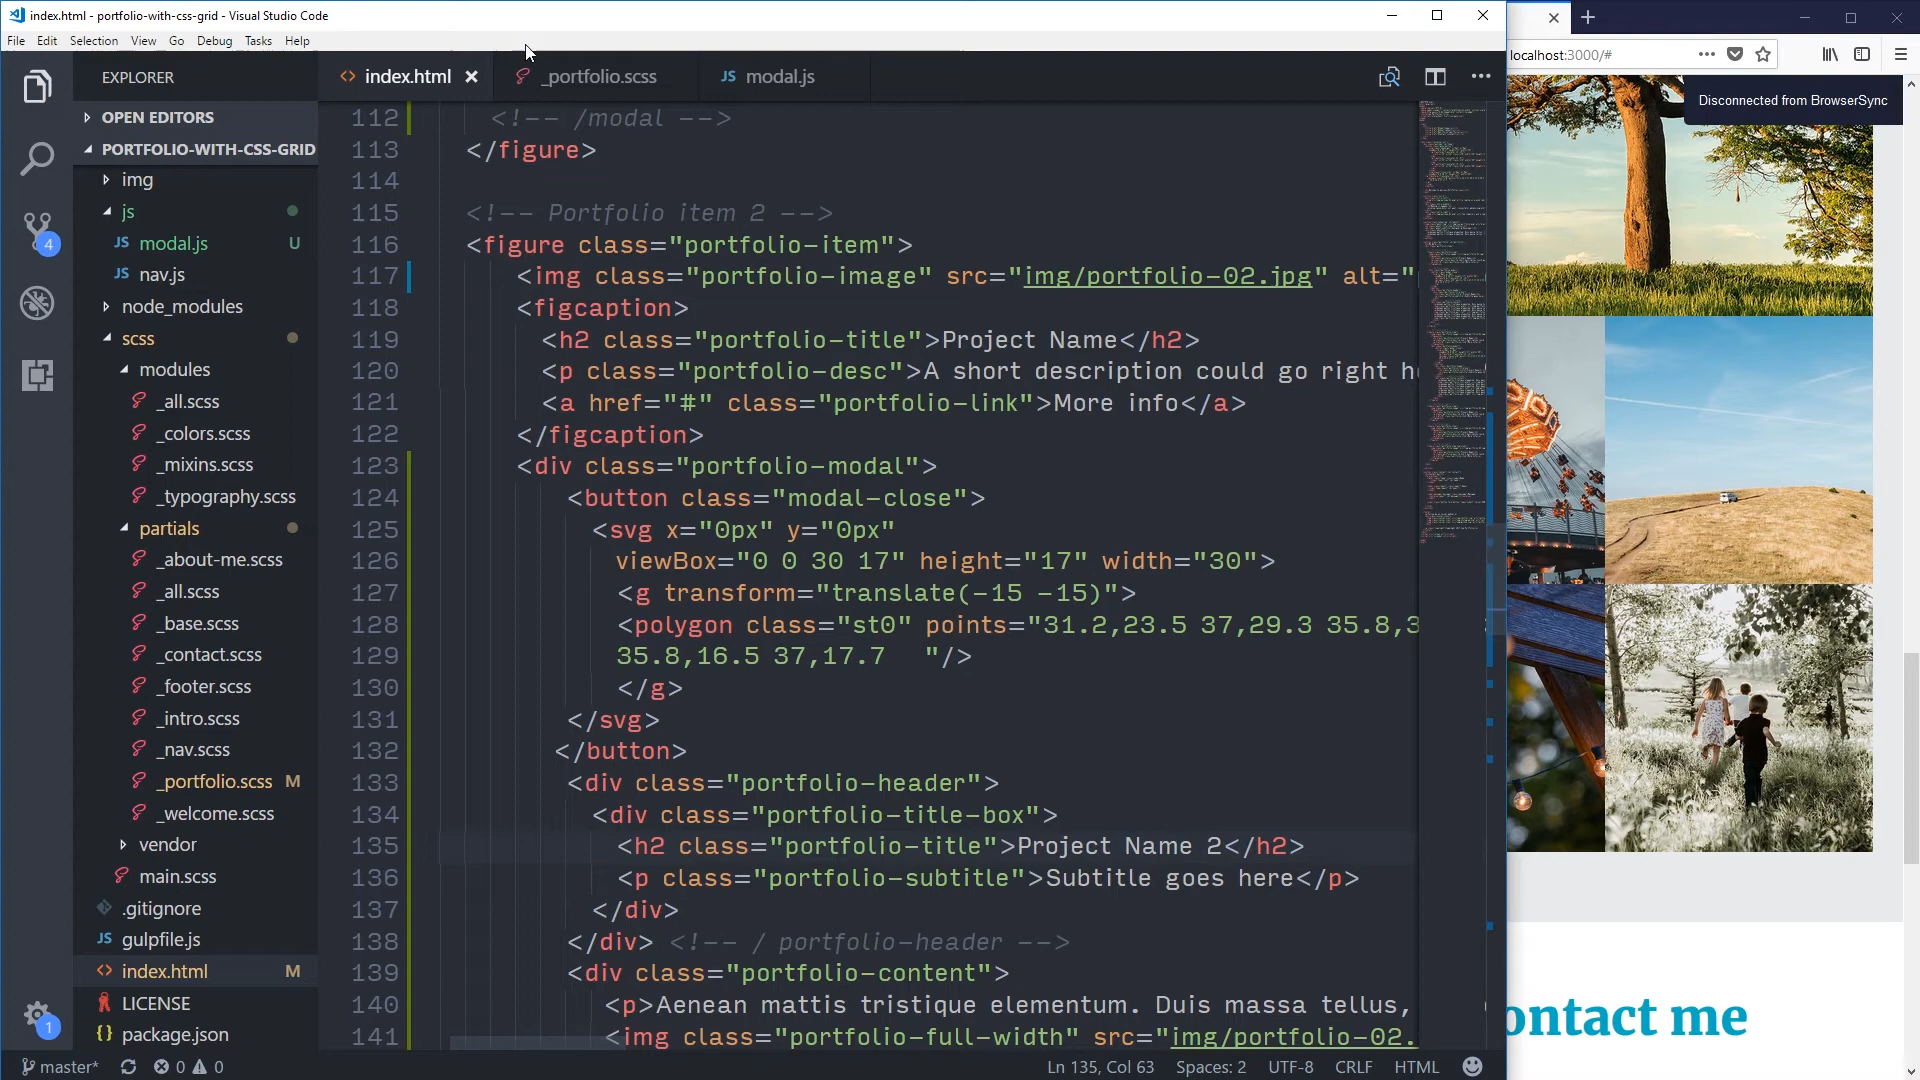 index.html - portfolio-with-css-grid - Visual Studio Code
File Edit Selection View Go Debug Tasks Help
localhost:3000/#
Disconnected from BrowserSync
EXPLORER
OPEN EDITORS
PORTFOLIO-WITH-CSS-GRID
img
js
JS modal.js U
JS nav.js
node_modules
scss
modules
_all.scss
_colors.scss
_mixins.scss
_typography.scss
partials
_about-me.scss
_all.scss
_base.scss
_contact.scss
_footer.scss
_intro.scss
_nav.scss
_portfolio.scss M
_welcome.scss
vendor
main.scss
.gitignore
JS gulpfile.js
<> index.html M
LICENSE
{} package.json
4
1
<> index.html _portfolio.scss JS modal.js
112 <!-- /modal -->
113 </figure>
114
115 <!-- Portfolio item 2 -->
116 <figure class="portfolio-item">
117 <img class="portfolio-image" src="img/portfolio-02.jpg" alt="
118 <figcaption>
119 <h2 class="portfolio-title">Project Name</h2>
120 <p class="portfolio-desc">A short description could go right
121 <a href="#" class="portfolio-link">More info</a>
122 </figcaption>
123 <div class="portfolio-modal">
124 <button class="modal-close">
125 <svg x="0px" y="0px"
126 viewBox="0 0 30 17" height="17" width="30">
127 <g transform="translate(-15 -15)">
128 <polygon class="st0" points="31.2,23.5 37,29.3 35.8,3
129 35.8,16.5 37,17.7 "/>
130 </g>
131 </svg>
132 </button>
133 <div class="portfolio-header">
134 <div class="portfolio-title-box">
135 <h2 class="portfolio-title">Project Name 2</h2>
136 <p class="portfolio-subtitle">Subtitle goes here</p>
137 </div>
138 </div> <!-- / portfolio-header -->
139 <div class="portfolio-content">
140 <p>Aenean mattis tristique elementum. Duis massa tellus,
141 <img class="portfolio-full-width" src="img/portfolio-02.
ontact me
master* 0 0 Ln 135, Col 63 Spaces: 2 UTF-8 CRLF HTML